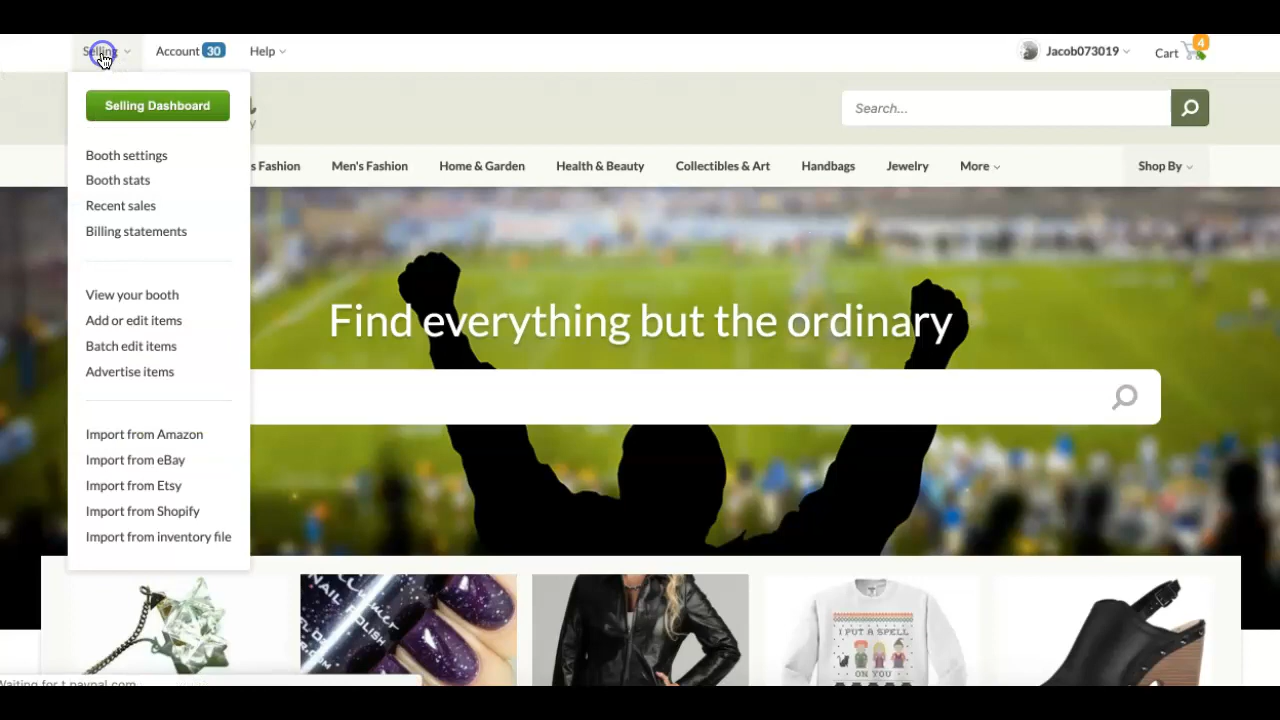 Selling Account 30 Help Jacob073019 Cart 4
Selling Dashboard
Search...
Booth settings
Booth stats
Recent sales
Billing statements
View your booth
Add or edit items
Batch edit items
Advertise items
Import from Amazon
Import from eBay
Import from Etsy
Import from Shopify
Import from inventory file
s Fashion Men's Fashion Home & Garden Health & Beauty Collectibles & Art Handbags Jewelry More Shop By
Find everything but the ordinary
NAIL POLISH
I PUT A SPELL
ON YOU
Waiting for t.paypal.com